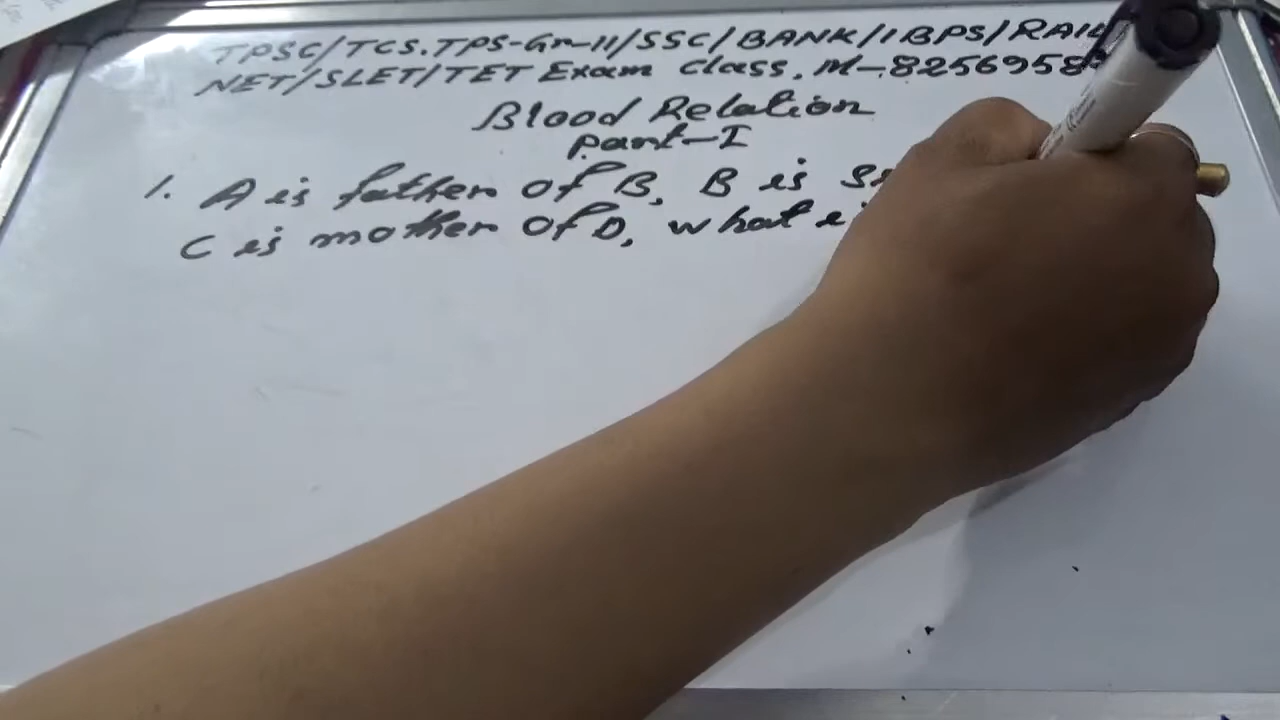 TPSC/TCS.TPS-Gr-II/SSC/BANK/IBPS/RAIL
NET/SLET/TET Exam class. M-8256958
Blood Relation
part-I
1. A is father of B, B is
C is mother of D, what